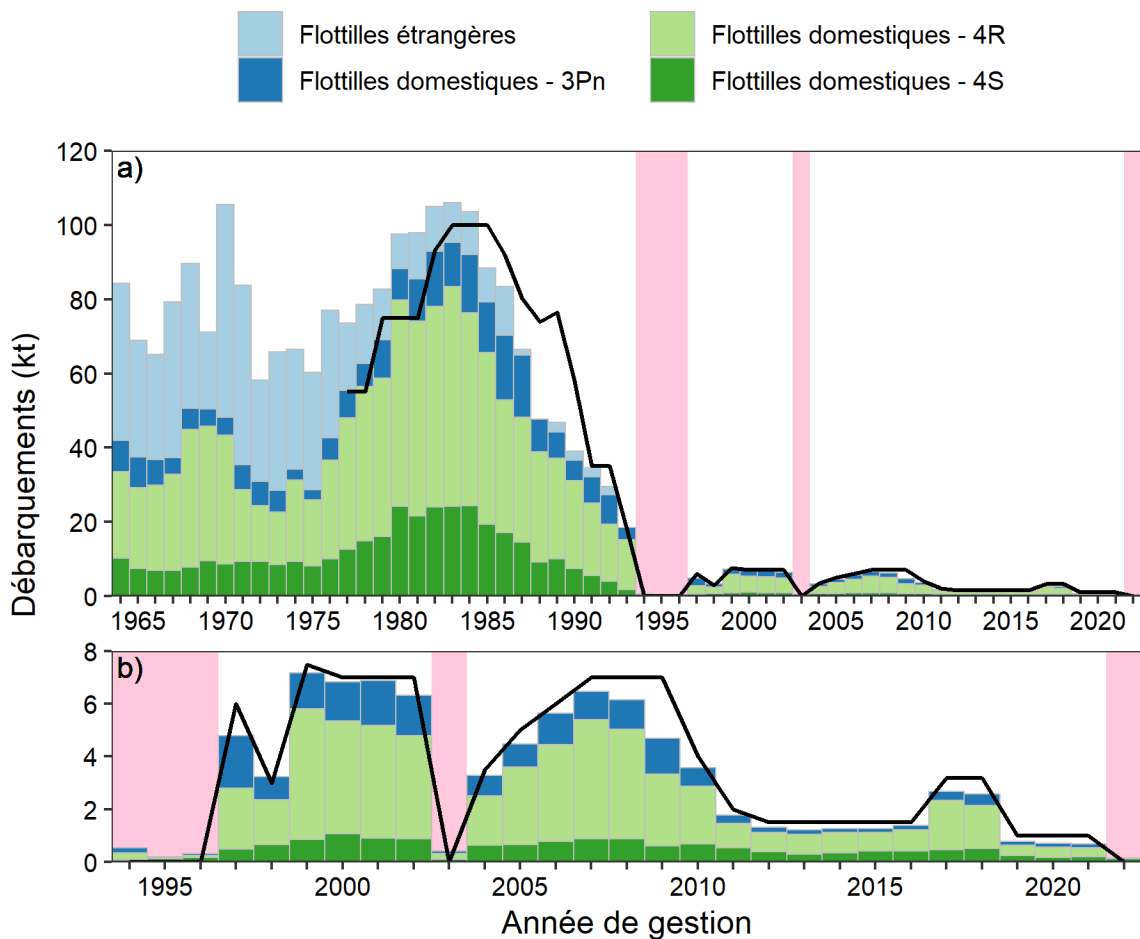 Flottilles étrangères
Flottilles domestiques - 4R
Flottilles domestiques - 3Pn
Flottilles domestiques - 4S
Débarquements (kt)
a)
120
100
80
60
40
20
0
1965 1970 1975 1980 1985 1990 1995 2000 2005 2010 2015 2020
b)
8
6
4
2
0
1995 2000 2005 2010 2015 2020
Année de gestion